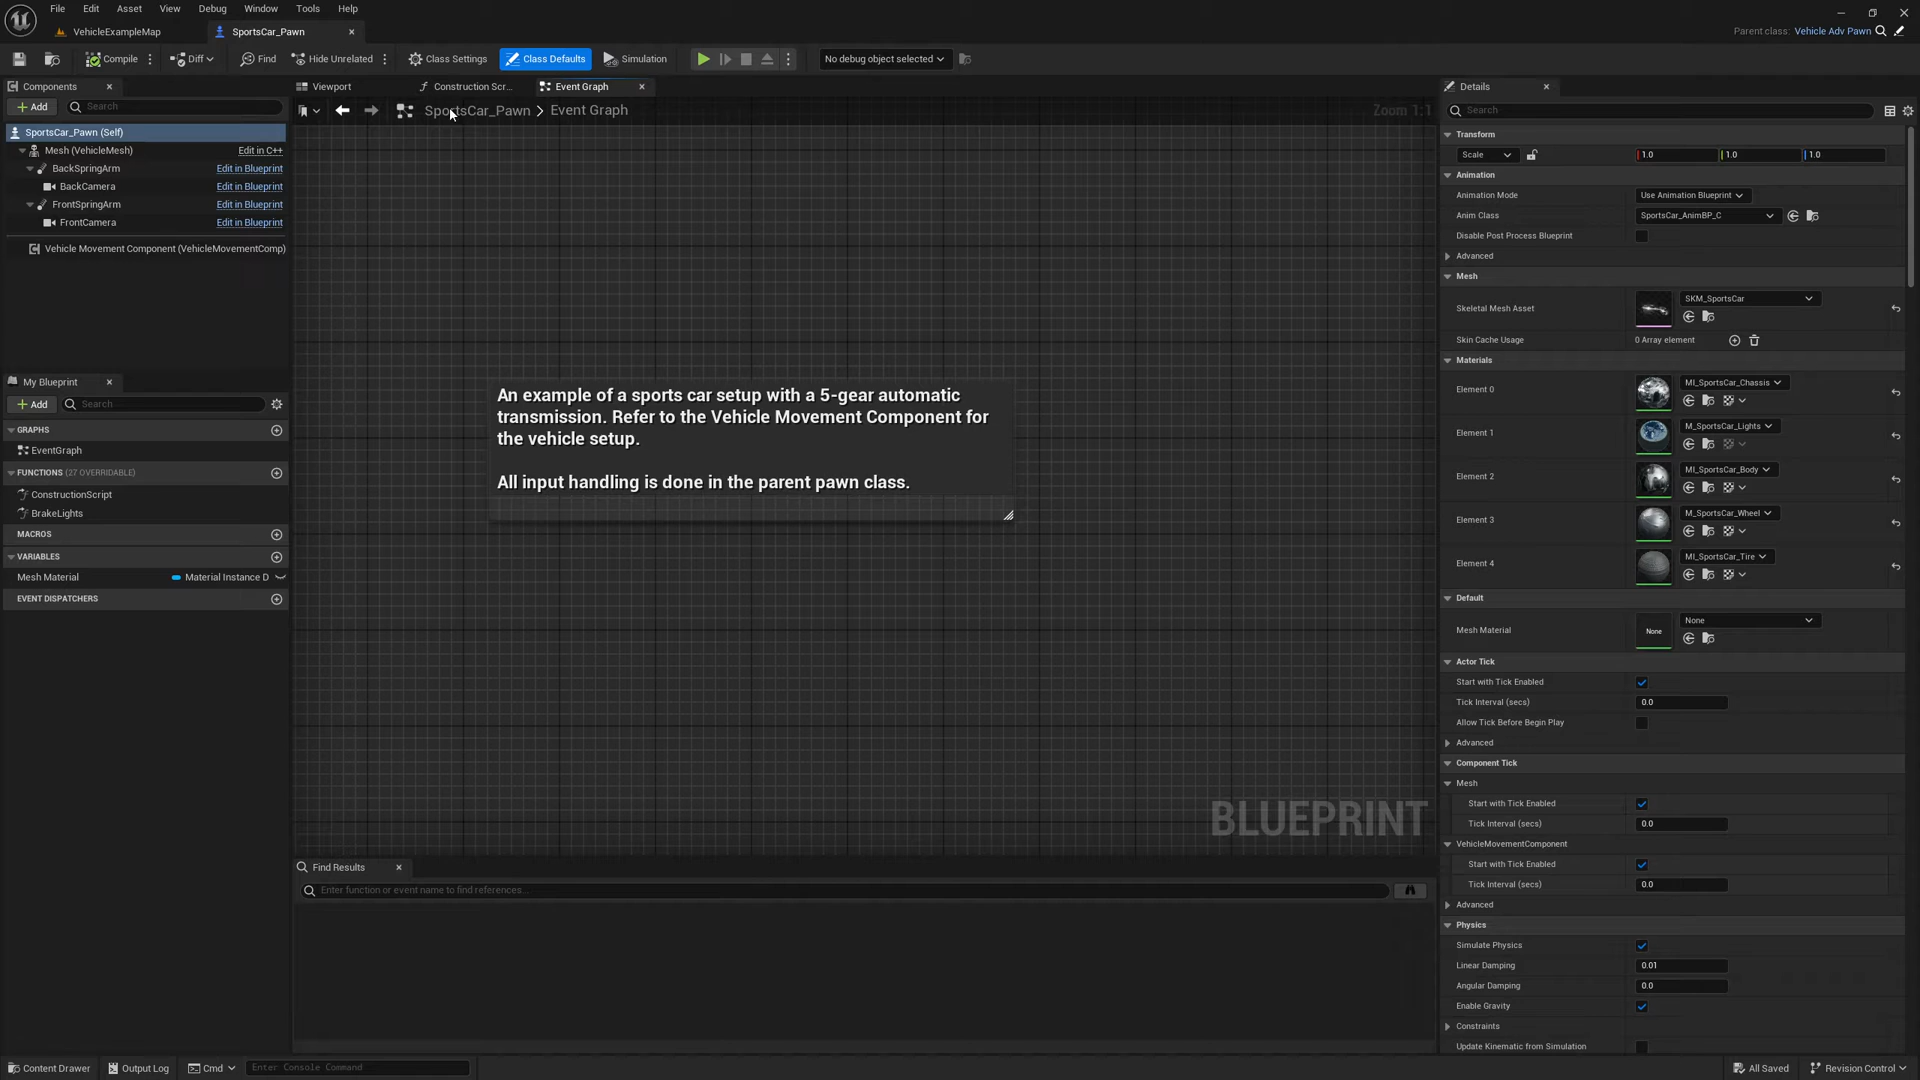 File Edit Asset View Window Debug Tools Help
VehicleExampleMap SportsCar_Pawn
Parent class: Vehicle Adv Pawn
Compile Diff Find Hide Unrelated Class Settings Class Defaults Simulation No debug object selected
Components
Add Search
SportsCar_Pawn (Self)
Mesh (VehicleMesh) Edit in C++
BackSpringArm Edit in Blueprint
BackCamera Edit in Blueprint
FrontSpringArm Edit in Blueprint
FrontCamera Edit in Blueprint
Vehicle Movement Component (VehicleMovementComp)
My Blueprint
Add Search
GRAPHS
EventGraph
FUNCTIONS (27 OVERRIDABLE)
ConstructionScript
BrakeLights
MACROS
VARIABLES
Mesh Material Material Instance D
EVENT DISPATCHERS
Viewport Construction Scr... Event Graph
SportsCar_Pawn > Event Graph Zoom 1:1
An example of a sports car setup with a 5-gear automatic
transmission. Refer to the Vehicle Movement Component for
the vehicle setup.
All input handling is done in the parent pawn class.
BLUEPRINT
Find Results
Enter function or event name to find references...
Details
Search
Transform
Scale 1.0 1.0 1.0
Animation
Animation Mode Use Animation Blueprint
Anim Class SportsCar_AnimBP_C
Disable Post Process Blueprint
Advanced
Mesh
Skeletal Mesh Asset SKM_SportsCar
Skin Cache Usage 0 Array element
Materials
Element 0 MI_SportsCar_Chassis
Element 1 M_SportsCar_Lights
Element 2 MI_SportsCar_Body
Element 3 M_SportsCar_Wheel
Element 4 MI_SportsCar_Tire
Default
Mesh Material None None
Actor Tick
Start with Tick Enabled
Tick Interval (secs) 0.0
Allow Tick Before Begin Play
Advanced
Component Tick
Mesh
Start with Tick Enabled
Tick Interval (secs) 0.0
VehicleMovementComponent
Start with Tick Enabled
Tick Interval (secs) 0.0
Advanced
Physics
Simulate Physics
Linear Damping 0.01
Angular Damping 0.0
Enable Gravity
Constraints
Update Kinematic from Simulation
Content Drawer Output Log Cmd Enter Console Command All Saved Revision Control